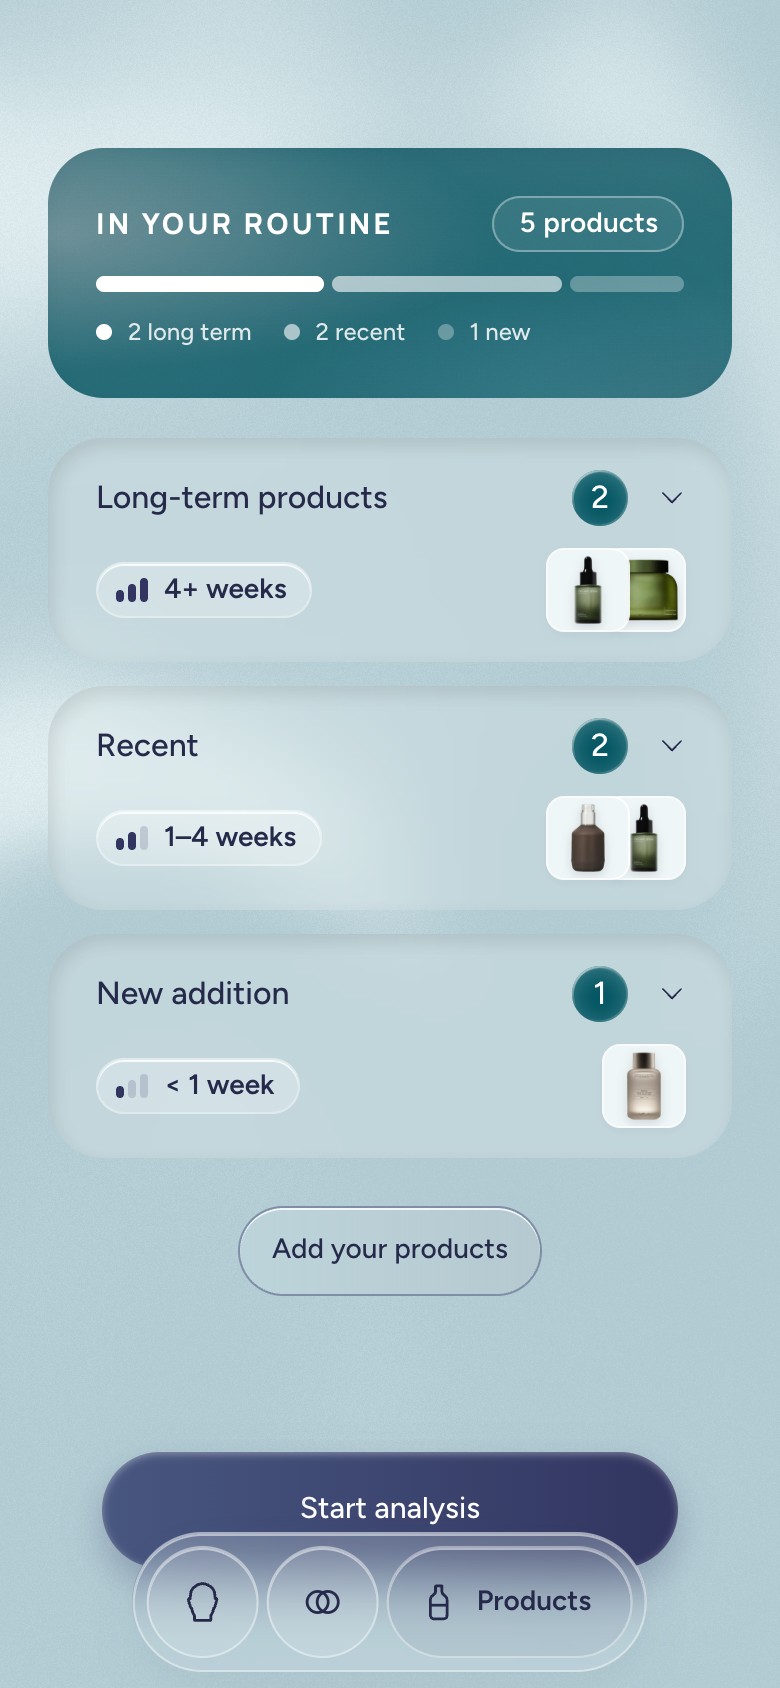 IN YOUR ROUTINE
5 products
2 long term
2 recent
1 new
Long-term products
2
4+ weeks
Recent
2
1–4 weeks
New addition
1
< 1 week
Add your products
Start analysis
Products